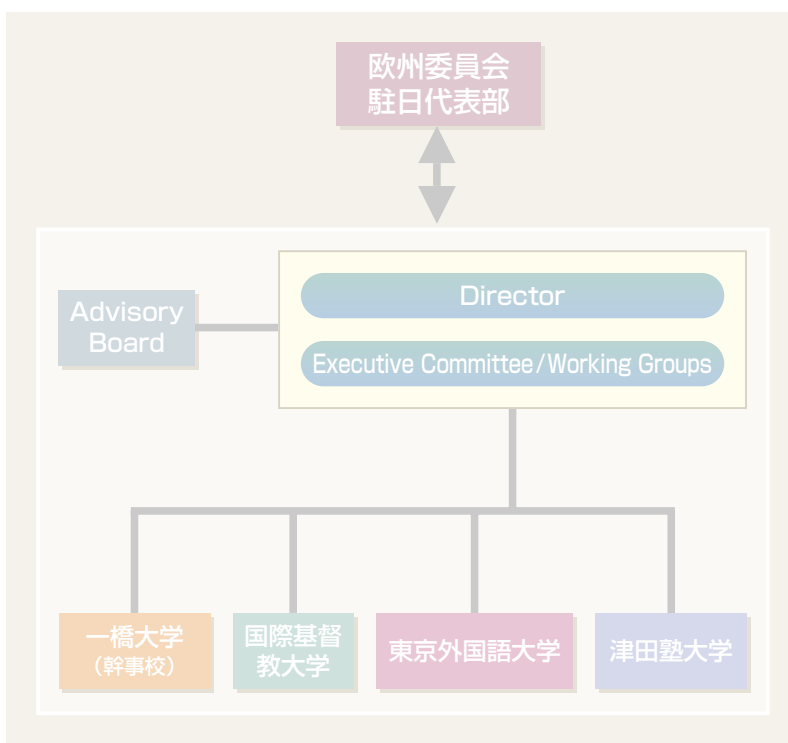 欧州委員会
駐日代表部
Director
Advisory
Board
Executive Committee/Working Groups
一橋大学
（幹事校）
国際基督
教大学
東京外国語大学
津田塾大学